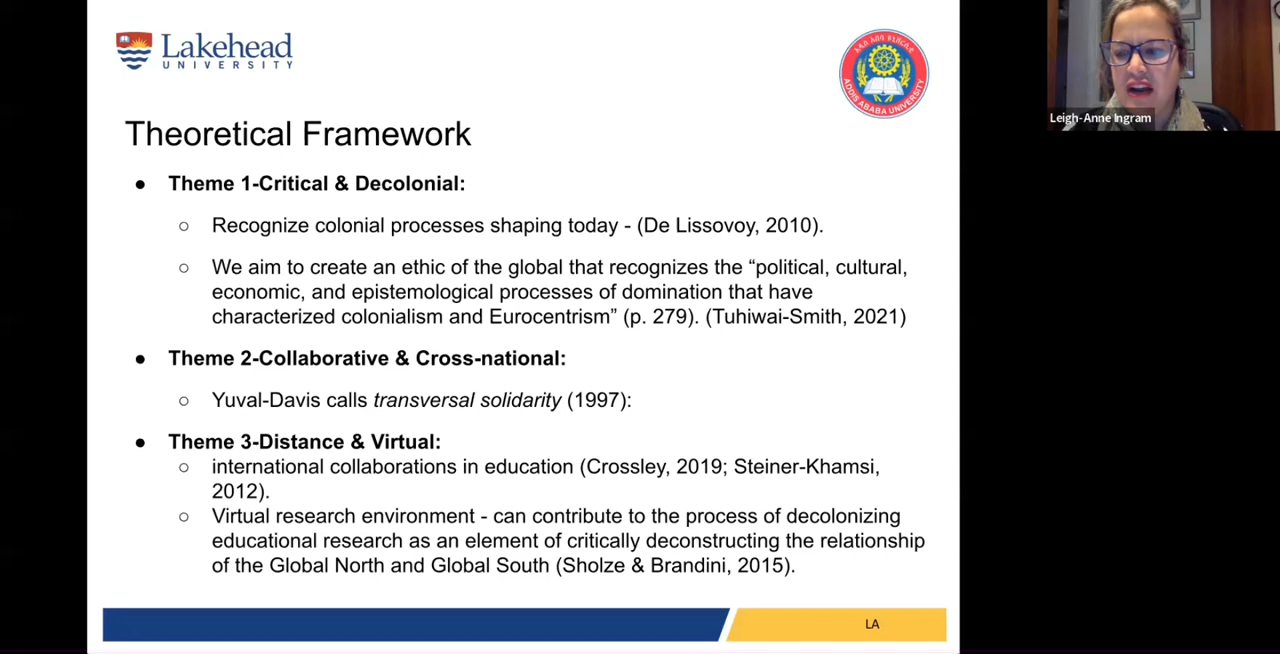 Lakehead
UNIVERSITY
ADDIS ABABA UNIVERSITY
Leigh-Anne Ingram
Theoretical Framework
● Theme 1-Critical & Decolonial:
○ Recognize colonial processes shaping today - (De Lissovoy, 2010).
○ We aim to create an ethic of the global that recognizes the “political, cultural,
economic, and epistemological processes of domination that have
characterized colonialism and Eurocentrism” (p. 279). (Tuhiwai-Smith, 2021)
● Theme 2-Collaborative & Cross-national:
○ Yuval-Davis calls transversal solidarity (1997):
● Theme 3-Distance & Virtual:
○ international collaborations in education (Crossley, 2019; Steiner-Khamsi,
2012).
○ Virtual research environment - can contribute to the process of decolonizing
educational research as an element of critically deconstructing the relationship
of the Global North and Global South (Sholze & Brandini, 2015).
LA